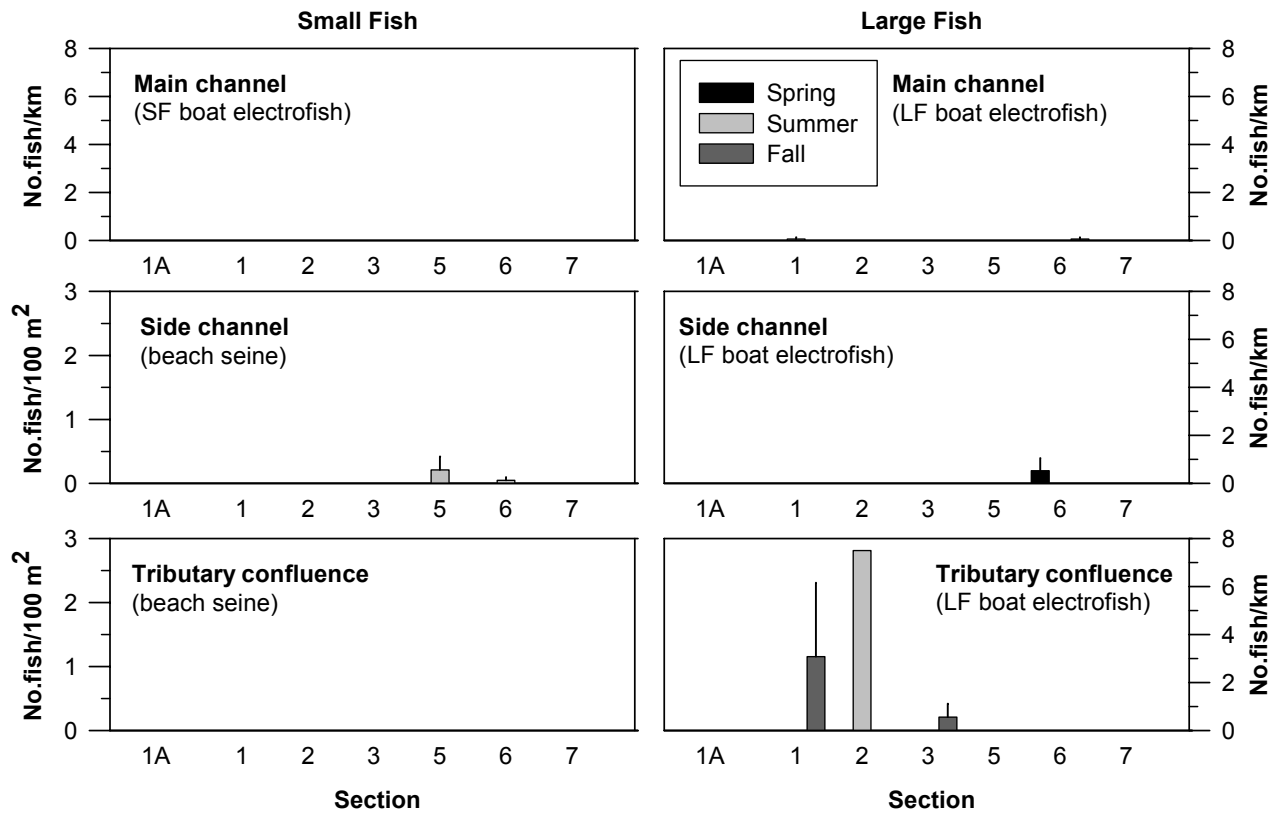 Small Fish
Large Fish
8
6
4
2
0
No.fish/km
Main channel
(SF boat electrofish)
1A 1 2 3 5 6 7
Spring
Summer
Fall
Main channel
(LF boat electrofish)
8
6
4
2
0
No.fish/km
1A 1 2 3 5 6 7
3
2
1
0
No.fish/100 m²
Side channel
(beach seine)
1A 1 2 3 5 6 7
Side channel
(LF boat electrofish)
8
6
4
2
0
No.fish/km
1A 1 2 3 5 6 7
3
2
1
0
No.fish/100 m²
Tributary confluence
(beach seine)
1A 1 2 3 5 6 7
Section
Tributary confluence
(LF boat electrofish)
8
6
4
2
0
No.fish/km
1A 1 2 3 5 6 7
Section